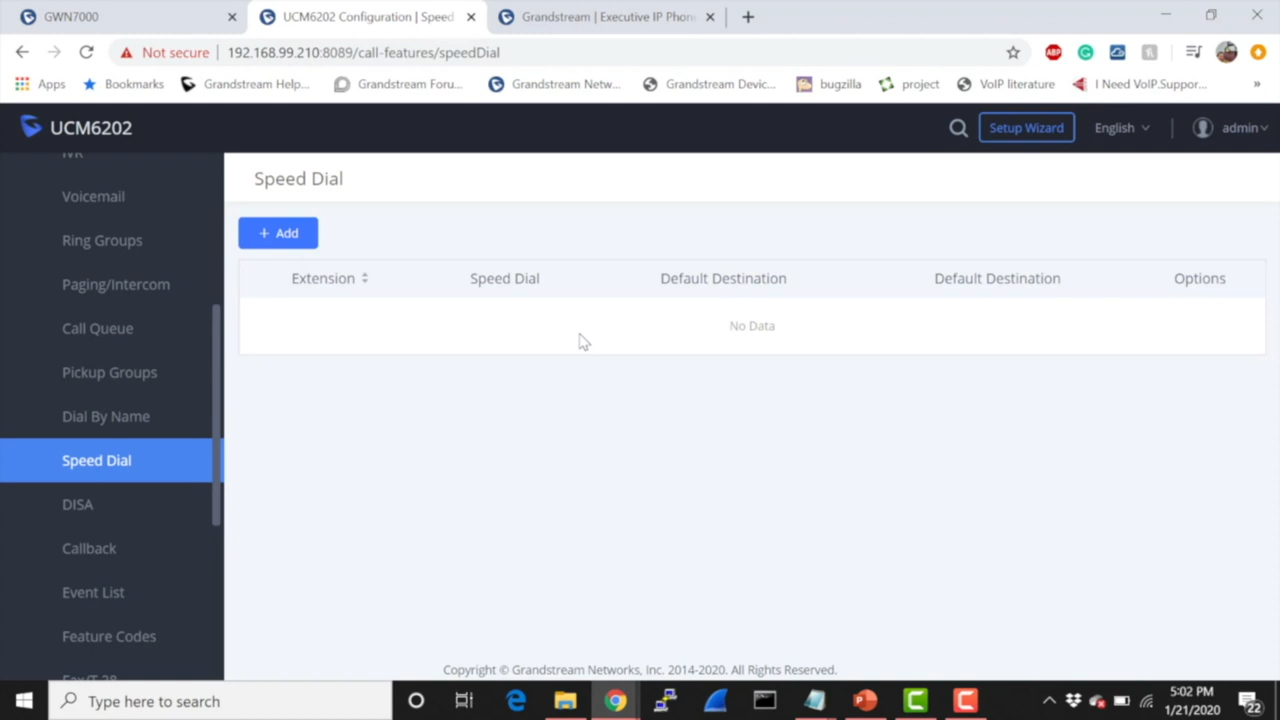 GWN7000
UCM6202 Configuration | Speed
Grandstream | Executive IP Phon
Not secure 192.168.99.210:8089/call-features/speedDial
ABP
Apps Bookmarks Grandstream Help... Grandstream Foru... Grandstream Netw... Grandstream Devic... bugzilla project VoIP literature I Need VoIP.Suppor... »
UCM6202 Setup Wizard English admin
IVR
Voicemail
Ring Groups
Paging/Intercom
Call Queue
Pickup Groups
Dial By Name
Speed Dial
DISA
Callback
Event List
Feature Codes
Speed Dial
+ Add
Extension Speed Dial Default Destination Default Destination Options
No Data
Copyright © Grandstream Networks, Inc. 2014-2020. All Rights Reserved.
Type here to search
5:02 PM
1/21/2020
22